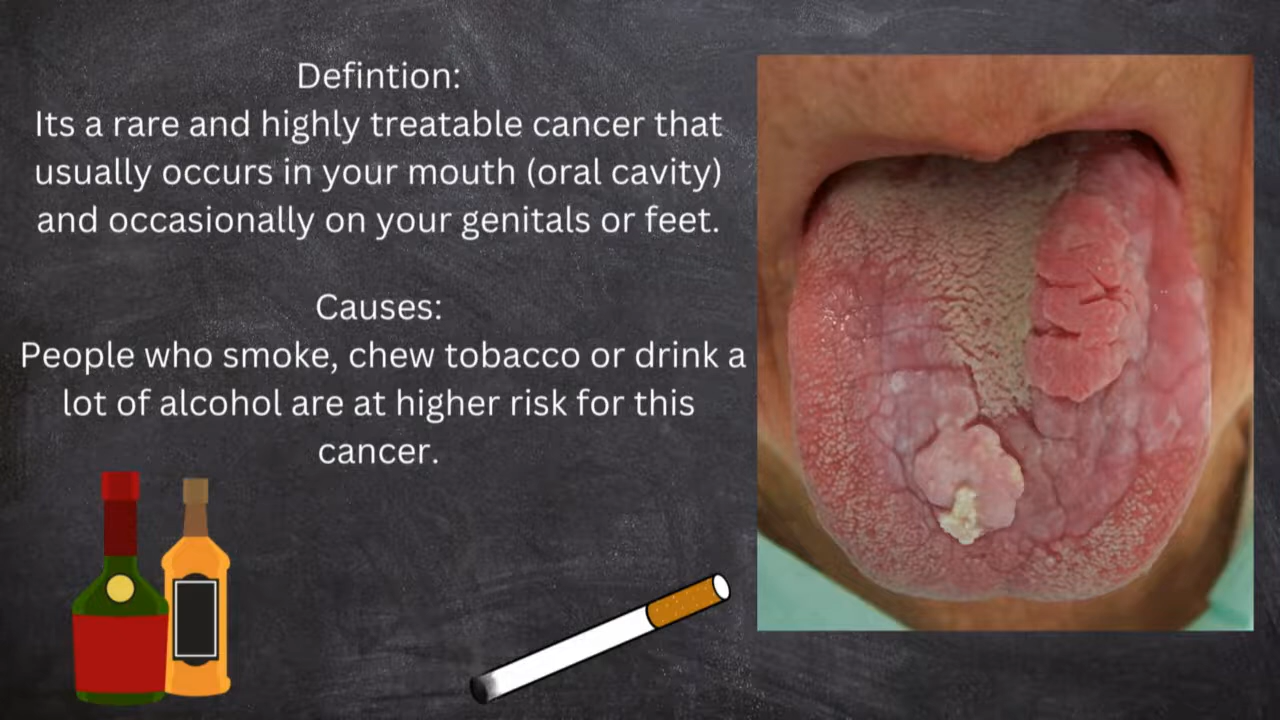 Defintion:
Its a rare and highly treatable cancer that
usually occurs in your mouth (oral cavity)
and occasionally on your genitals or feet.
Causes:
People who smoke, chew tobacco or drink a
lot of alcohol are at higher risk for this
cancer.